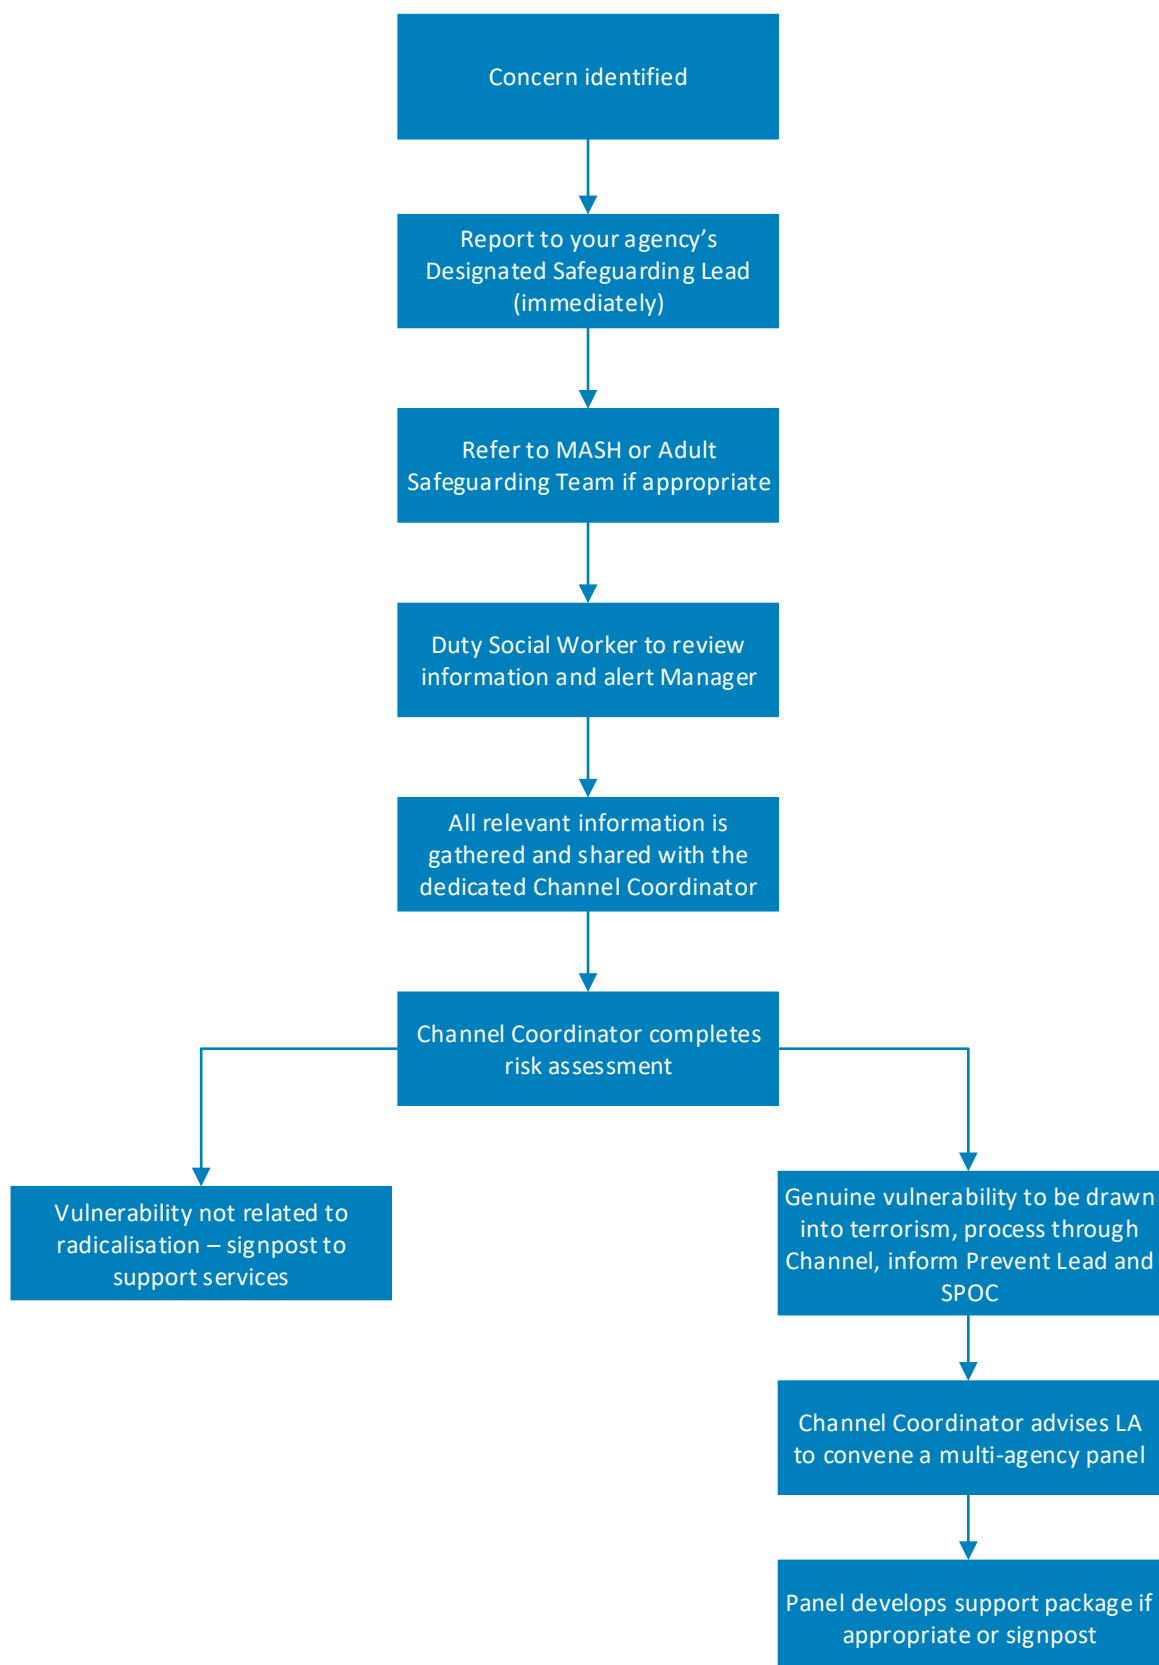 Concern identified
Report to your agency’s
Designated Safeguarding Lead
(immediately)
Refer to MASH or Adult
Safeguarding Team if appropriate
Duty Social Worker to review
information and alert Manager
All relevant information is
gathered and shared with the
dedicated Channel Coordinator
Channel Coordinator completes
risk assessment
Vulnerability not related to
radicalisation – signpost to
support services
Genuine vulnerability to be drawn
into terrorism, process through
Channel, inform Prevent Lead and
SPOC
Channel Coordinator advises LA
to convene a multi-agency panel
Panel develops support package if
appropriate or signpost